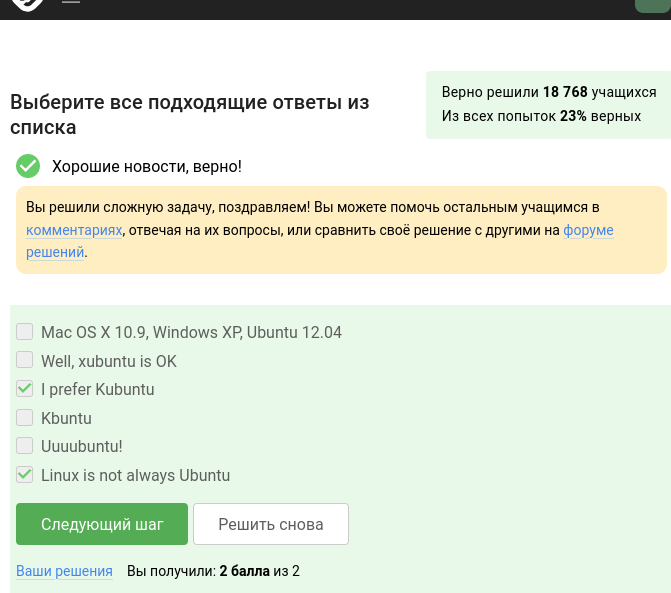 Верно решили 18 768 учащихся
Из всех попыток 23% верных
Выберите все подходящие ответы из
списка
Хорошие новости, верно!
Вы решили сложную задачу, поздравляем! Вы можете помочь остальным учащимся в
комментариях, отвечая на их вопросы, или сравнить своё решение с другими на форуме
решений.
Mac OS X 10.9, Windows XP, Ubuntu 12.04
Well, xubuntu is OK
I prefer Kubuntu
Kbuntu
Uuuubuntu!
Linux is not always Ubuntu
Следующий шаг
Решить снова
Ваши решения Вы получили: 2 балла из 2